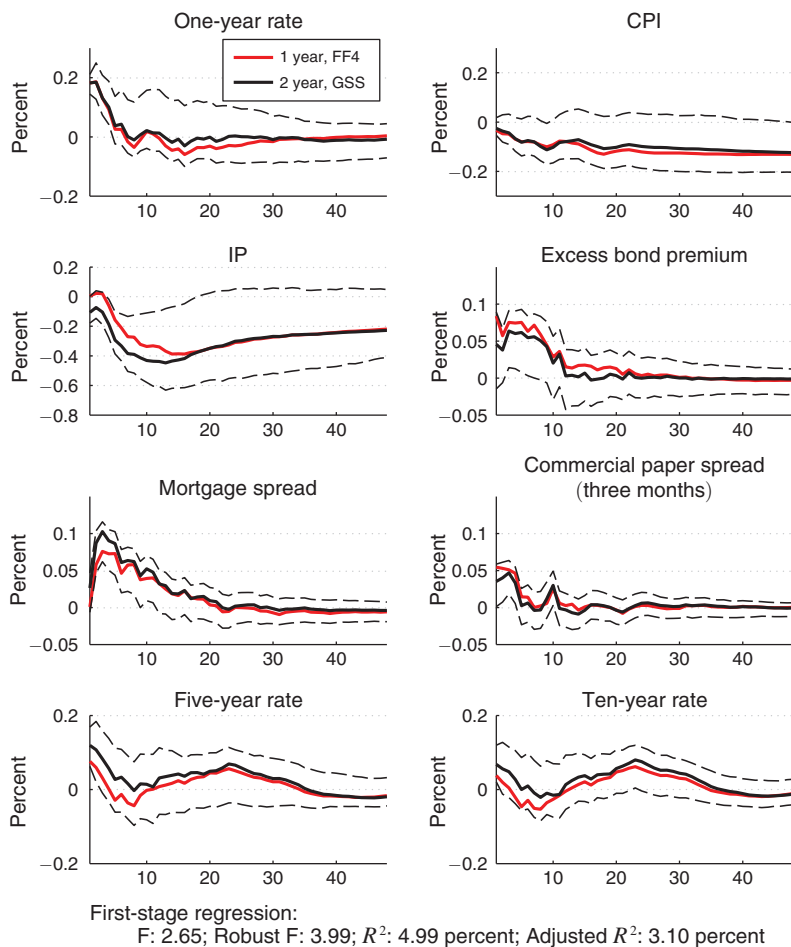 One-year rate
Percent
0.2
0
−0.2
10 20 30 40
1 year, FF4
2 year, GSS
CPI
Percent
0.2
0
−0.2
10 20 30 40
IP
Percent
0.2
0
−0.2
−0.4
−0.6
−0.8
10 20 30 40
Excess bond premium
Percent
0.1
0.05
0
−0.05
10 20 30 40
Mortgage spread
Percent
0.1
0.05
0
−0.05
10 20 30 40
Commercial paper spread
(three months)
Percent
0.1
0.05
0
−0.05
10 20 30 40
Five-year rate
Percent
0.2
0
−0.2
10 20 30 40
Ten-year rate
Percent
0.2
0
−0.2
10 20 30 40
First-stage regression:
F: 2.65; Robust F: 3.99; R²: 4.99 percent; Adjusted R²: 3.10 percent